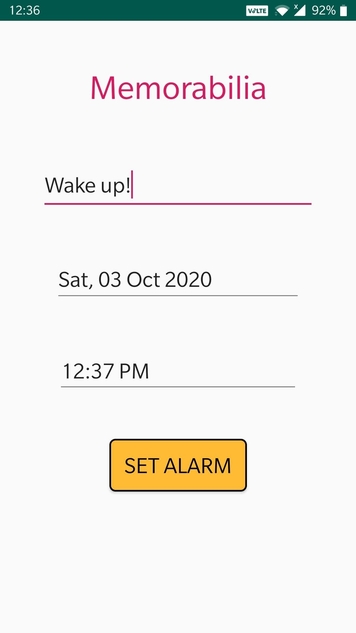 12:36 VoLTE x 92%
Memorabilia
Wake up!
Sat, 03 Oct 2020
12:37 PM
SET ALARM